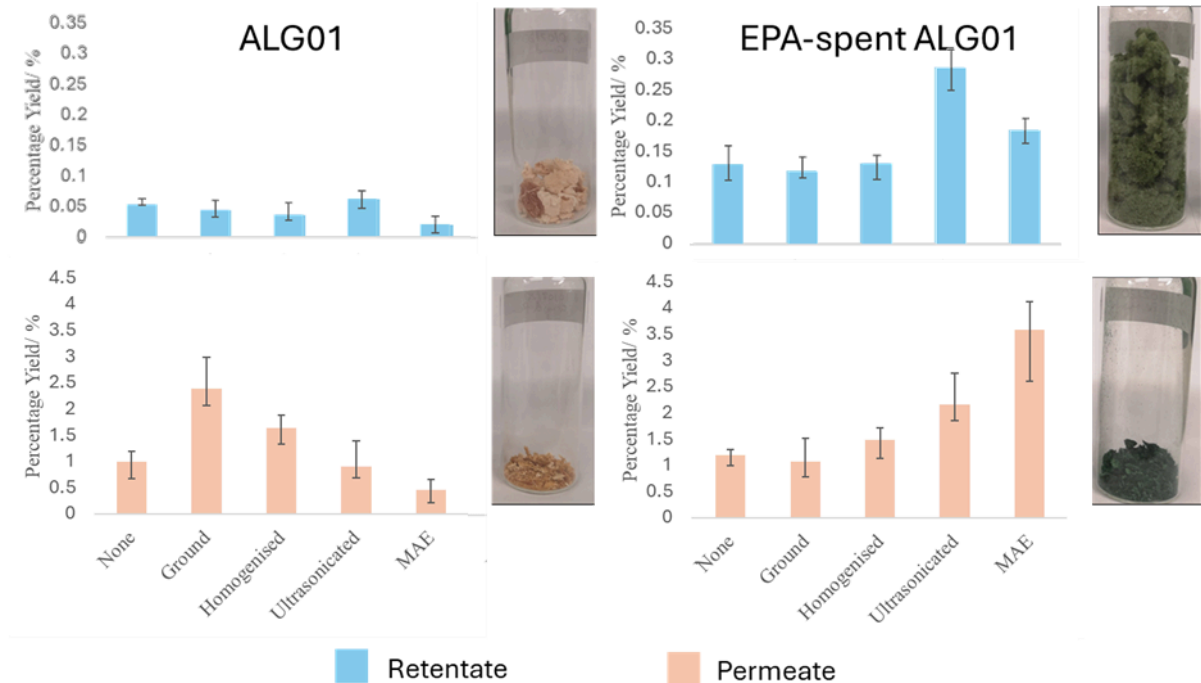 ALG01
Percentage Yield/ %
0.35
0.3
0.25
0.2
0.15
0.1
0.05
0
EPA-spent ALG01
Percentage Yield/ %
0.35
0.3
0.25
0.2
0.15
0.1
0.05
0
Percentage Yield/ %
4.5
4
3.5
3
2.5
2
1.5
1
0.5
0
None
Ground
Homogenised
Ultrasonicated
MAE
Percentage Yield/ %
4.5
4
3.5
3
2.5
2
1.5
1
0.5
0
None
Ground
Homogenised
Ultrasonicated
MAE
Retentate
Permeate